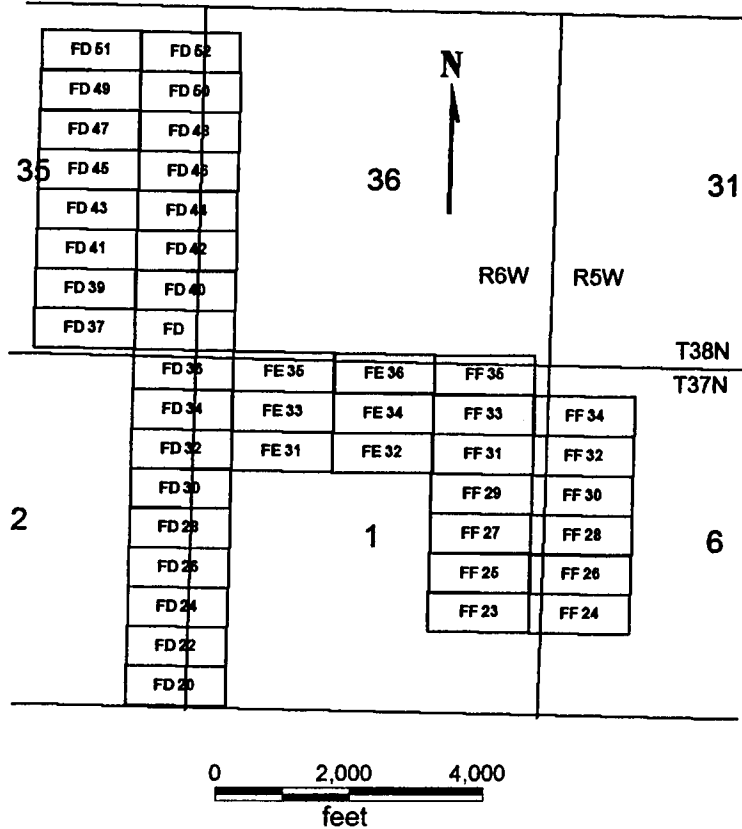 FD 51 FD 52
FD 49 FD 50
FD 47 FD 48
35 FD 45 FD 46 36 31
FD 43 FD 44
FD 41 FD 42
FD 39 FD 40 R6W R5W
FD 37 FD
N
T38N
FD 36 FE 35 FE 36 FF 35
T37N
FD 34 FE 33 FE 34 FF 33 FF 34
FD 32 FE 31 FE 32 FF 31 FF 32
FD 30 FF 29 FF 30
2 FD 28 1 FF 27 FF 28 6
FD 26 FF 25 FF 26
FD 24 FF 23 FF 24
FD 22
FD 20
0 2,000 4,000
feet